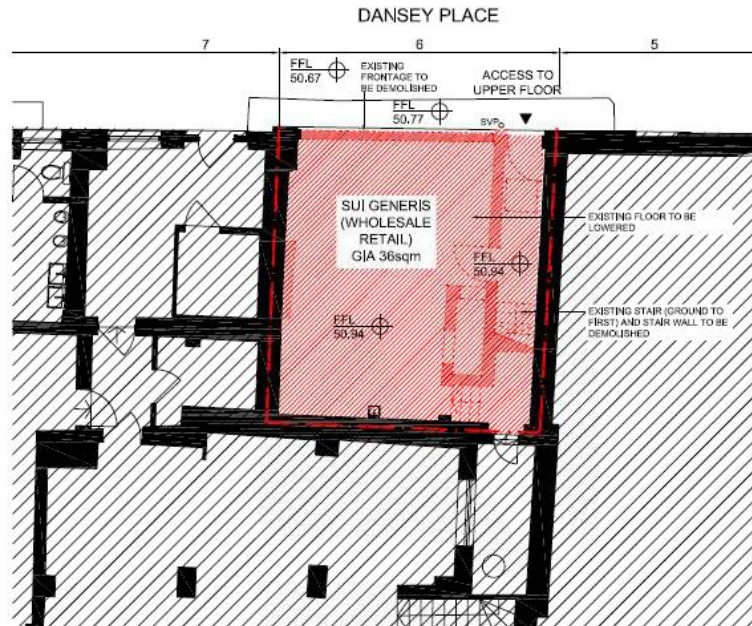 DANSEY PLACE
7
6
5
FFL
50.67
EXISTING
FRONTAGE TO
BE DEMOLISHED
ACCESS TO
UPPER FLOOR
FFL
50.77
SVP
SUI GENERIS
(WHOLESALE
RETAIL)
GIA 36sqm
EXISTING FLOOR TO BE
LOWERED
FFL
50.94
FFL
50.94
EXISTING STAIR (GROUND TO
FIRST) AND STAIR WALL TO BE
DEMOLISHED